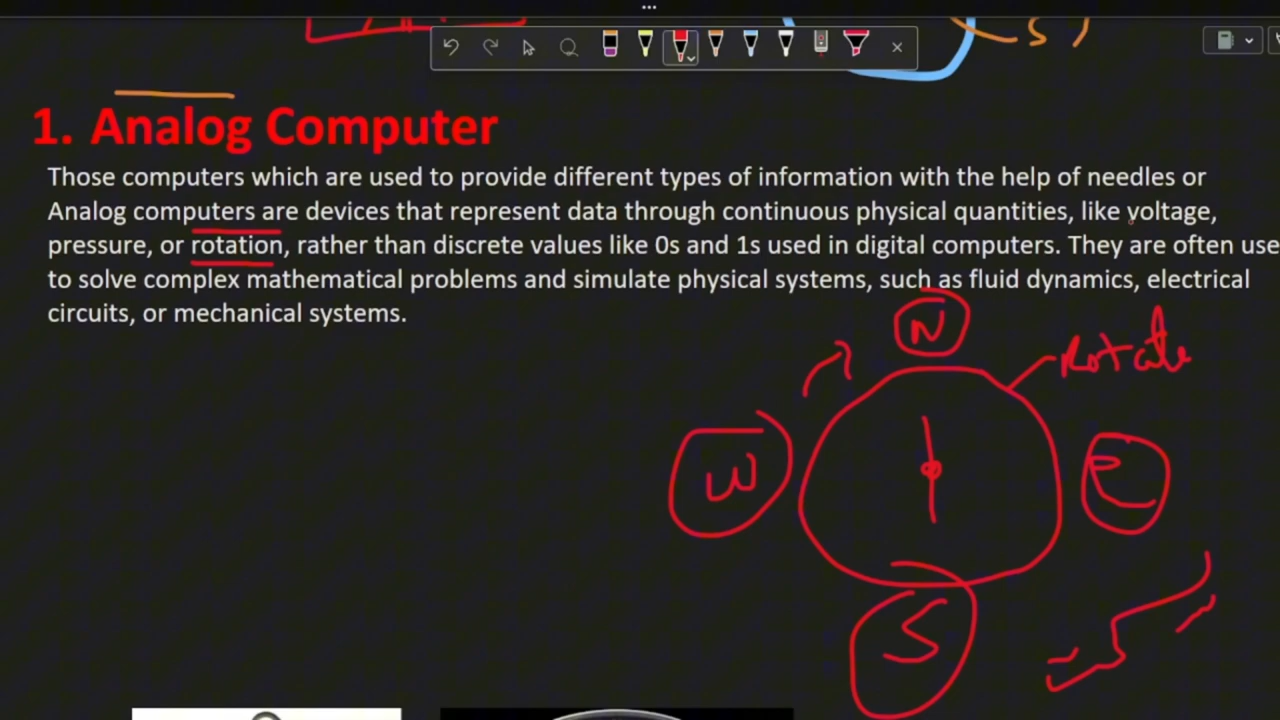 1. Analog Computer
Those computers which are used to provide different types of information with the help of needles or
Analog computers are devices that represent data through continuous physical quantities, like voltage,
pressure, or rotation, rather than discrete values like 0s and 1s used in digital computers. They are often use
to solve complex mathematical problems and simulate physical systems, such as fluid dynamics, electrical
circuits, or mechanical systems.
N
Rotate
W
E
S